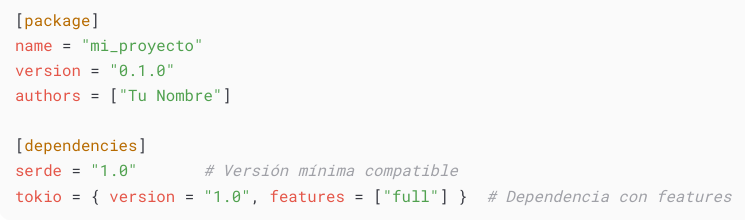 [package]
name = "mi_proyecto"
version = "0.1.0"
authors = ["Tu Nombre"]
[dependencies]
serde = "1.0"       # Versión mínima compatible
tokio = { version = "1.0", features = ["full"] }  # Dependencia con features